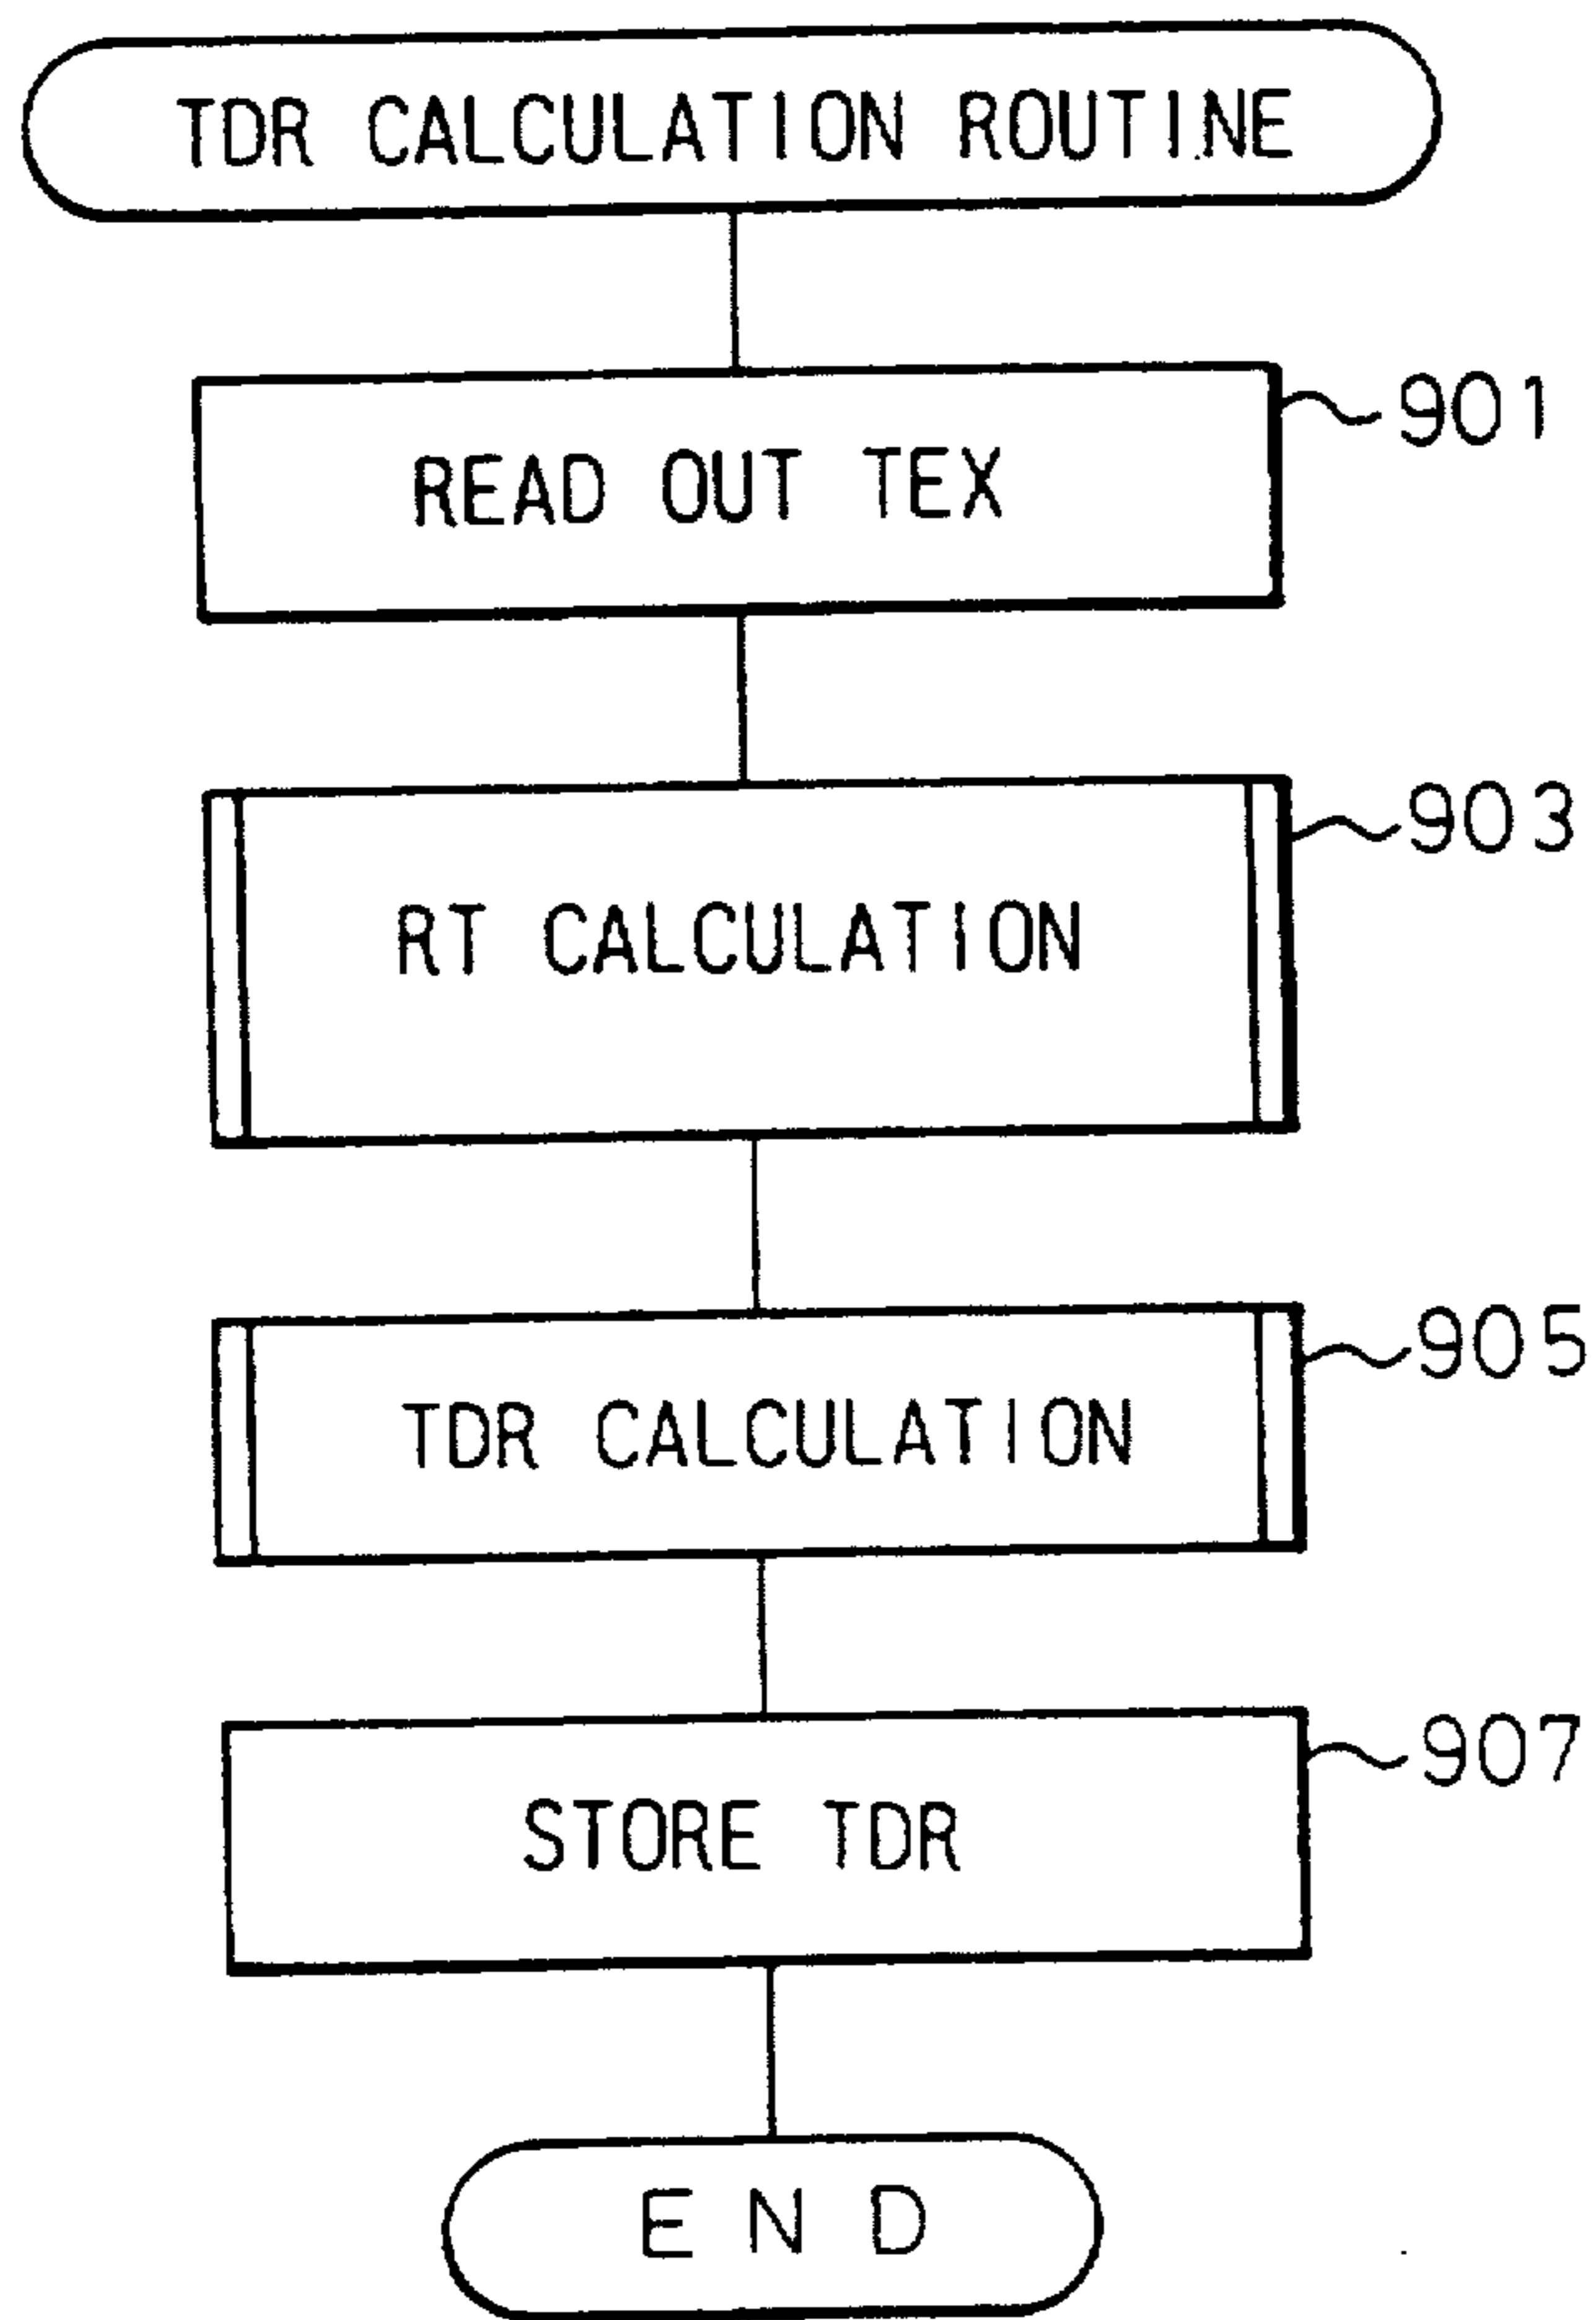 TDR CALCULATION ROUTINE
READ OUT TEX
901
RT CALCULATION
903
TDR CALCULATION
905
STORE TDR
907
END